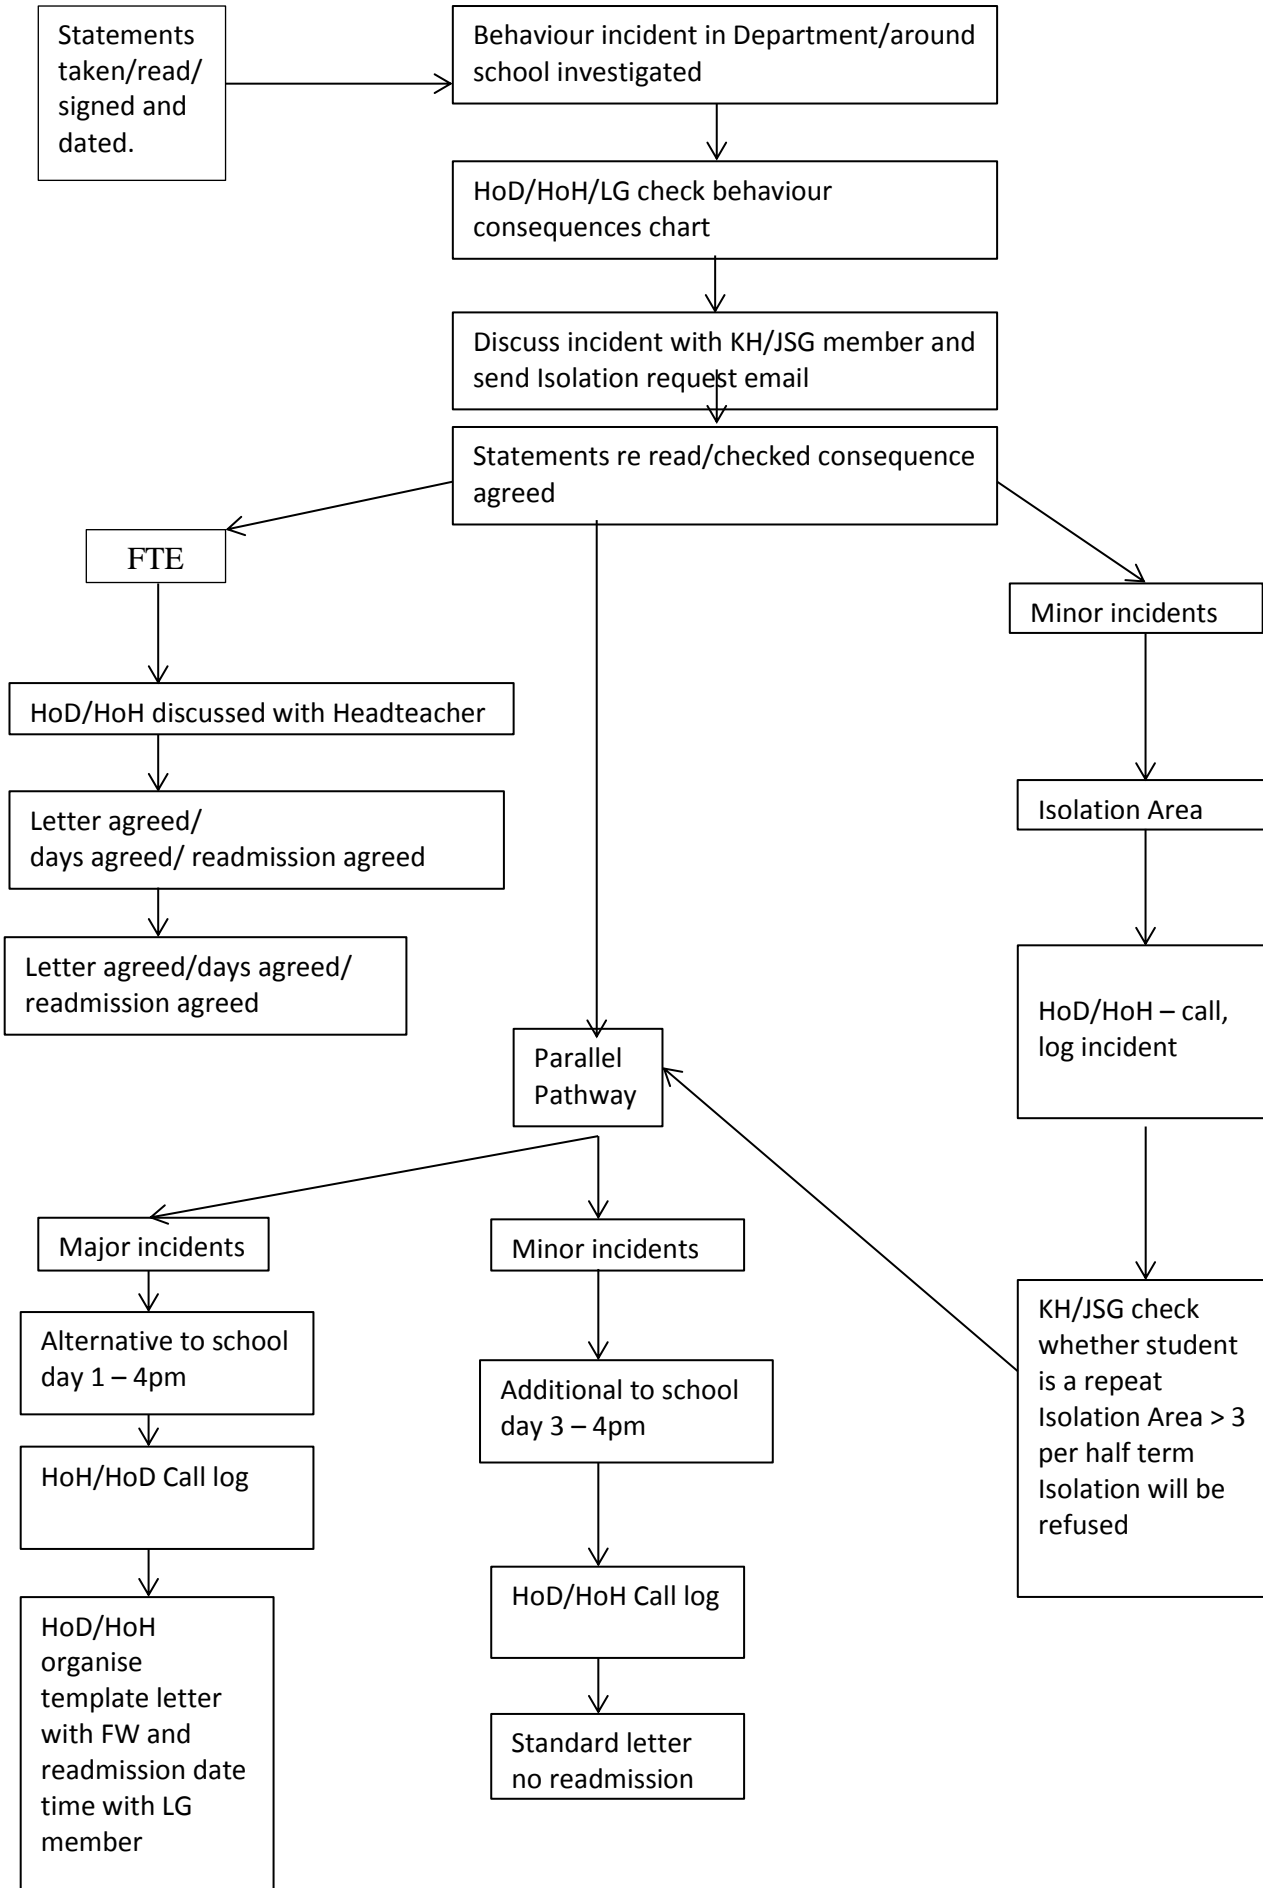 Statements
taken/read/
signed and
dated.
Behaviour incident in Department/around
school investigated
HoD/HoH/LG check behaviour
consequences chart
Discuss incident with KH/JSG member and
send Isolation request email
Statements re read/checked consequence
agreed
FTE
Minor incidents
HoD/HoH discussed with Headteacher
Isolation Area
Letter agreed/
days agreed/ readmission agreed
Letter agreed/days agreed/
readmission agreed
HoD/HoH – call,
log incident
Parallel
Pathway
Major incidents
Minor incidents
Alternative to school
day 1 – 4pm
Additional to school
day 3 – 4pm
KH/JSG check
whether student
is a repeat
Isolation Area > 3
per half term
Isolation will be
refused
HoH/HoD Call log
HoD/HoH Call log
HoD/HoH
organise
template letter
with FW and
readmission date
time with LG
member
Standard letter
no readmission